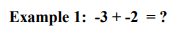 Example 1: -3 + -2 = ?